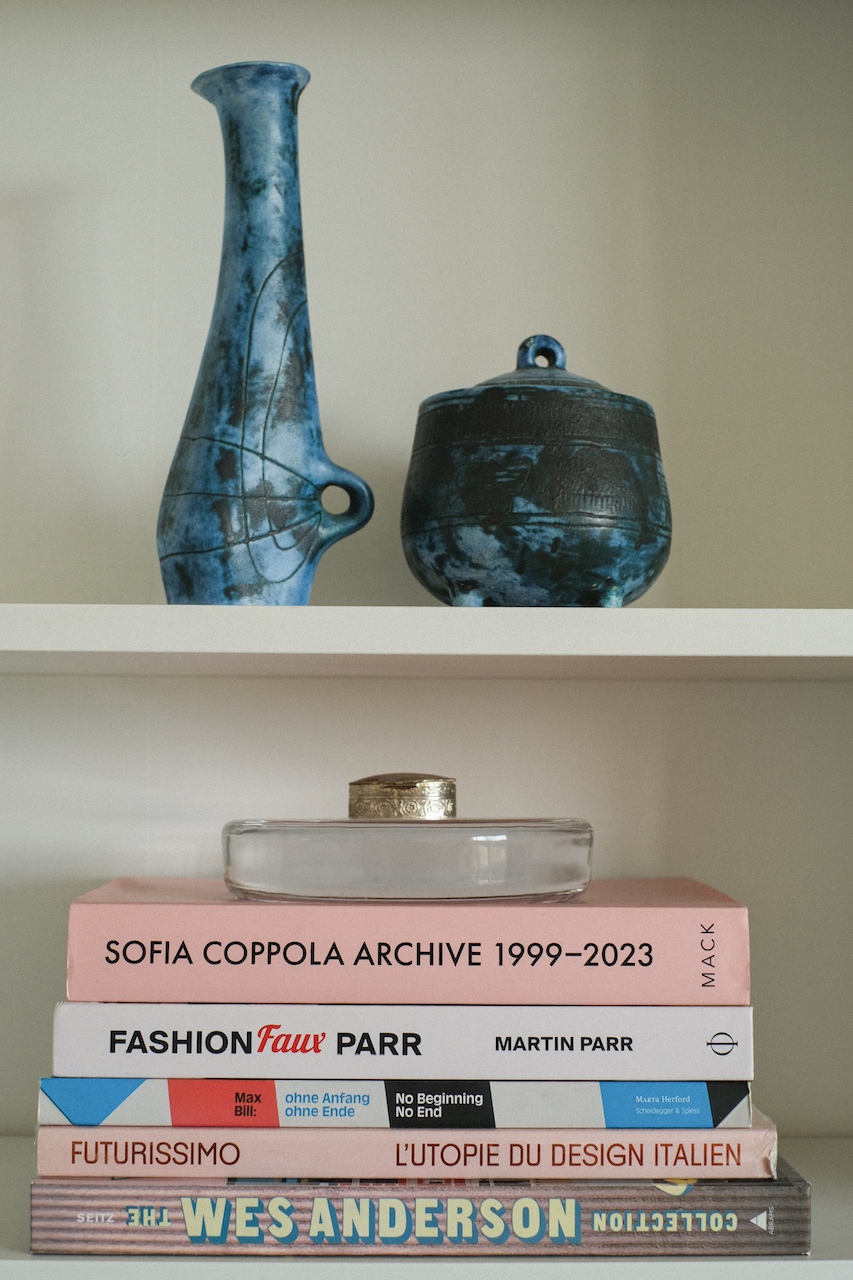 SOFIA COPPOLA ARCHIVE 1999–2023 MACK
FASHION Faux PARR MARTIN PARR
Max Bill:
ohne Anfang
ohne Ende
No Beginning
No End
MARTA Herford
Scheidegger & Spiess
FUTURISSIMO L'UTOPIE DU DESIGN ITALIEN
SEITZ THE WES ANDERSON COLLECTION ABRAMS